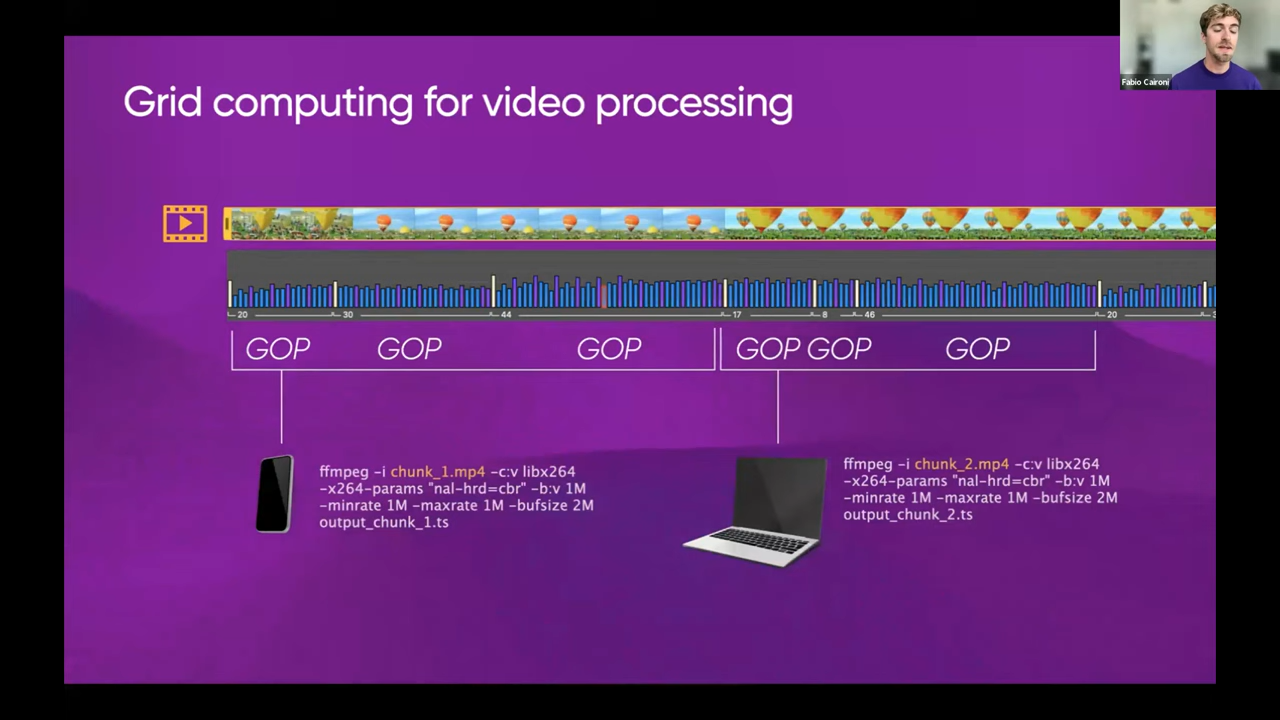 Fabio Caironi
Grid computing for video processing
20 30 44 17 8 46 20
GOP GOP GOP GOP GOP GOP
ffmpeg -i chunk_1.mp4 -c:v libx264
-x264-params "nal-hrd=cbr" -b:v 1M
-minrate 1M -maxrate 1M -bufsize 2M
output_chunk_1.ts
ffmpeg -i chunk_2.mp4 -c:v libx264
-x264-params "nal-hrd=cbr" -b:v 1M
-minrate 1M -maxrate 1M -bufsize 2M
output_chunk_2.ts